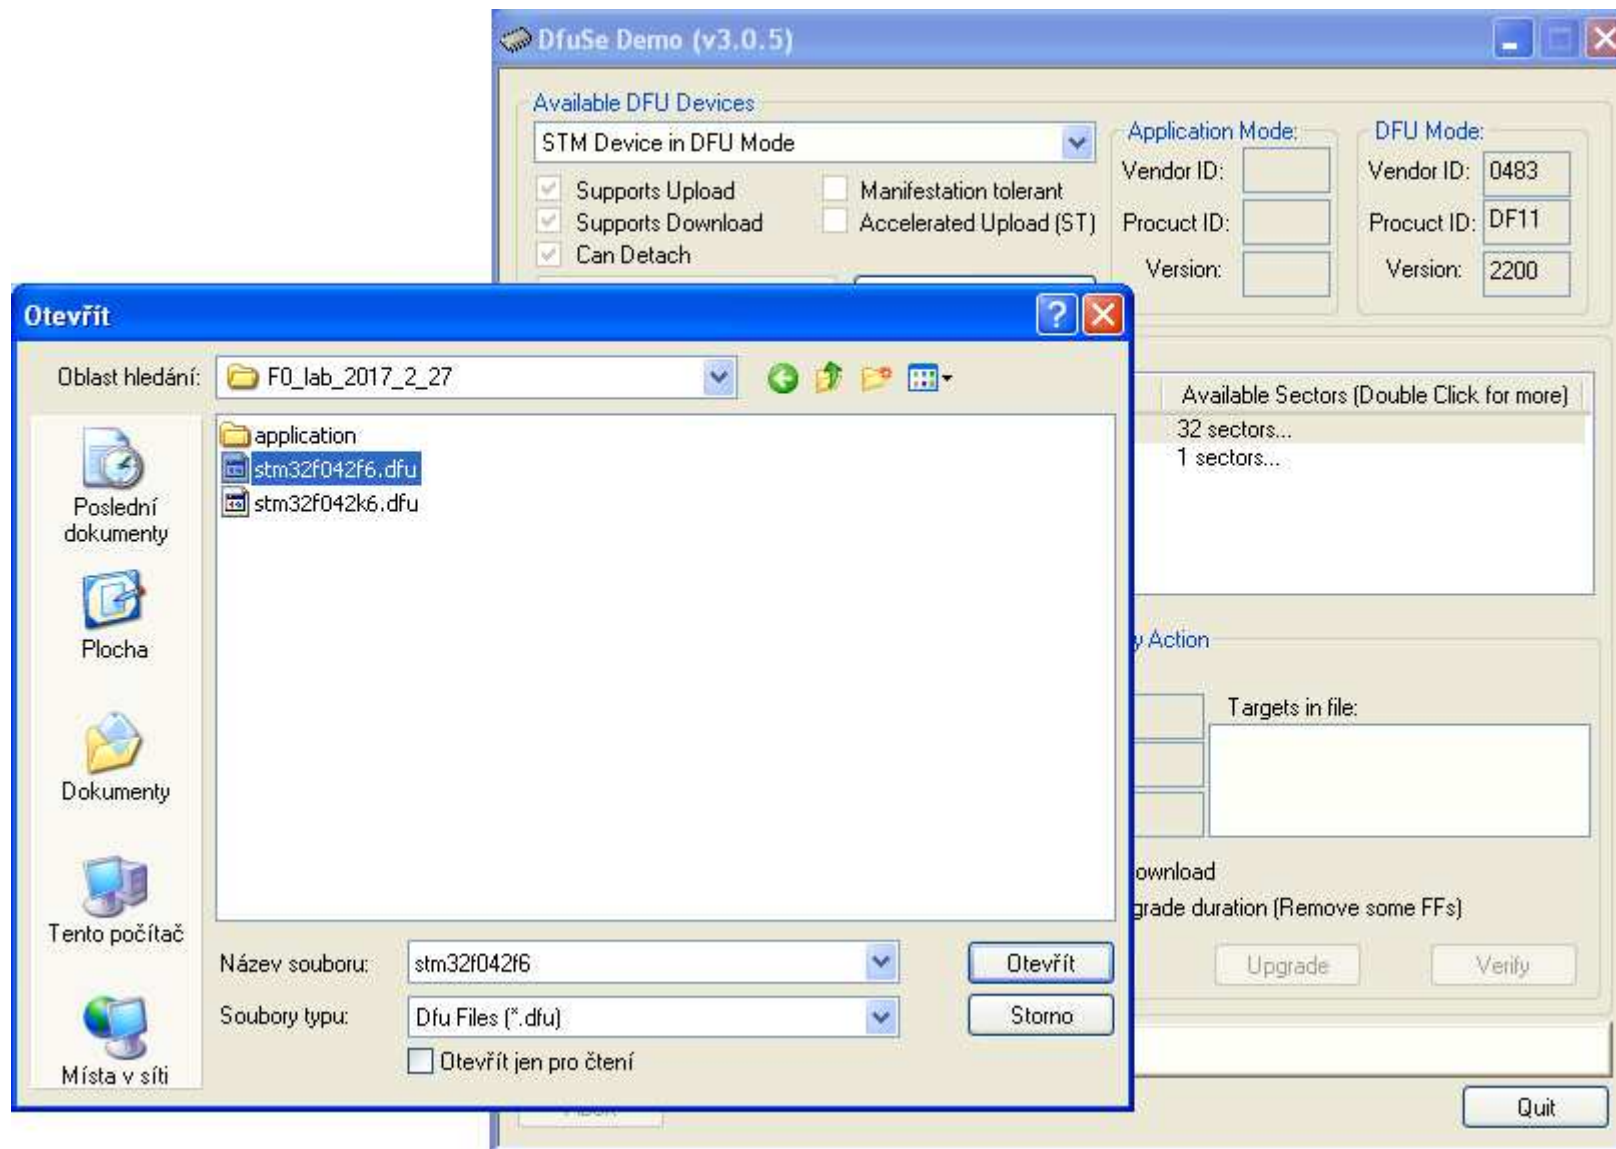 DfuSe Demo (v3.0.5)
Available DFU Devices
STM Device in DFU Mode
Supports Upload
Manifestation tolerant
Supports Download
Accelerated Upload (ST)
Can Detach
Application Mode:
Vendor ID:
Procuct ID:
Version:
DFU Mode:
Vendor ID: 0483
Procuct ID: DF11
Version: 2200
Otevřít
Oblast hledání: F0_lab_2017_2_27
application
stm32f042f6.dfu
stm32f042k6.dfu
Poslední
dokumenty
Plocha
Dokumenty
Tento počítač
Místa v síti
Název souboru: stm32f042f6
Otevřít
Soubory typu: Dfu Files (*.dfu)
Storno
Otevřít jen pro čtení
Available Sectors (Double Click for more)
32 sectors...
1 sectors...
y Action
Targets in file:
ownload
grade duration (Remove some FFs)
Upgrade
Verify
Quit